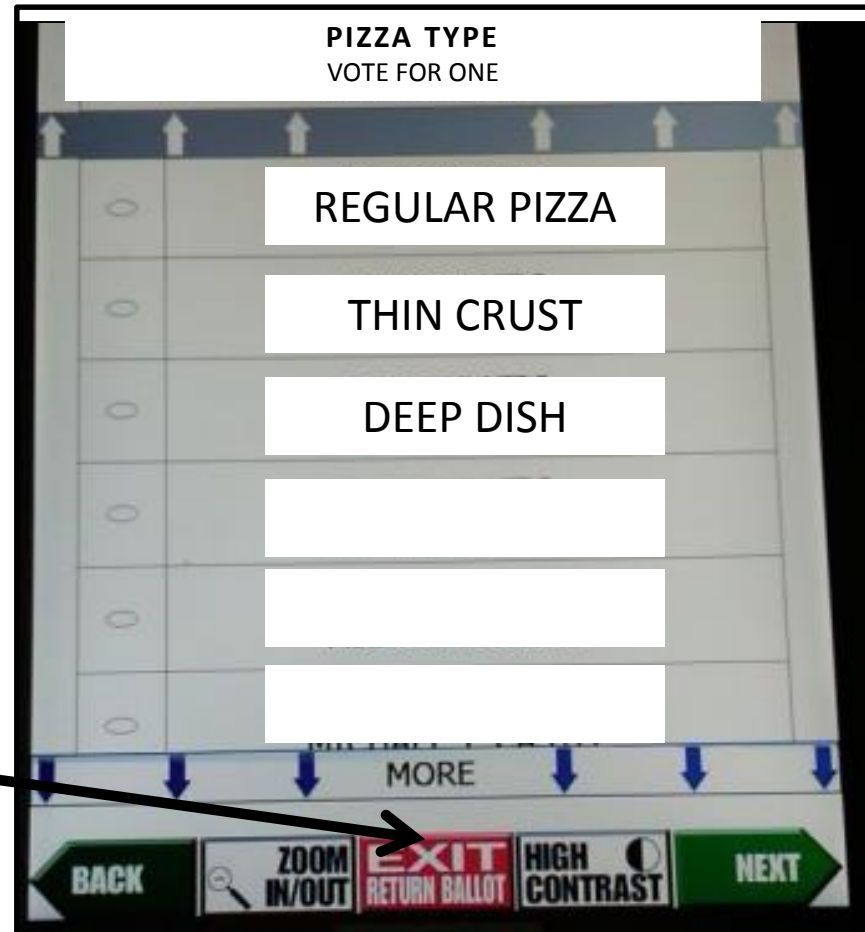 PIZZA TYPE
VOTE FOR ONE
REGULAR PIZZA
THIN CRUST
DEEP DISH
MORE
BACK
ZOOM
IN/OUT
EXIT
RETURN BALLOT
HIGH
CONTRAST
NEXT